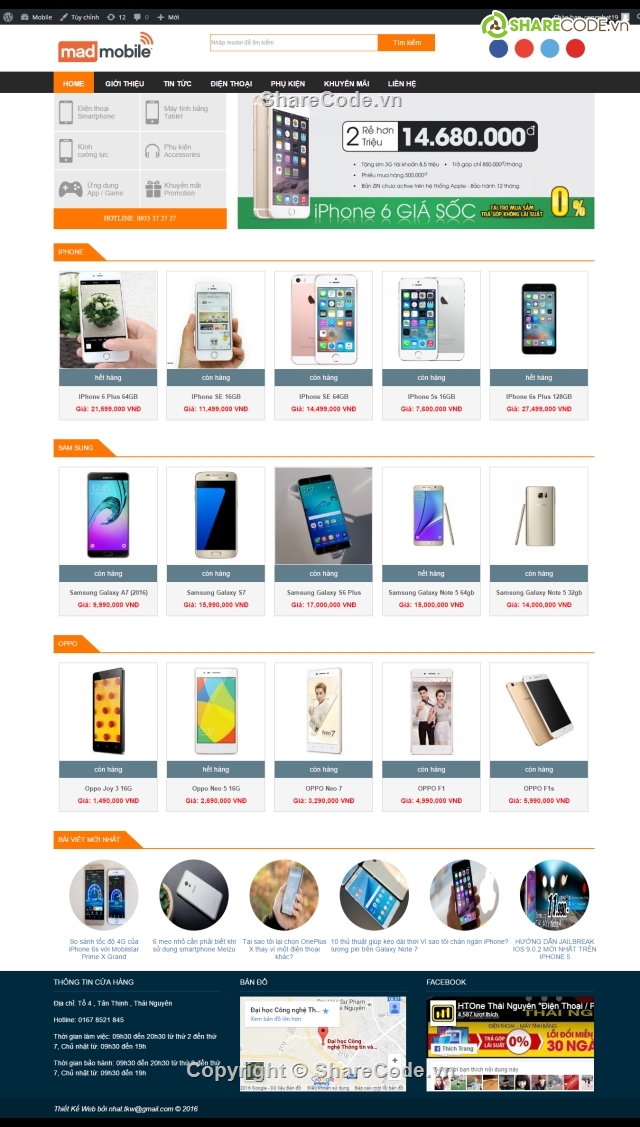 Mobile Tùy chỉnh 12 0 Mới
SHARECODE.vn
madmobile
Nhập model để tìm kiếm
Tìm kiếm
HOME GIỚI THIỆU TIN TỨC ĐIỆN THOẠI PHỤ KIỆN KHUYẾN MÃI LIÊN HỆ
ShareCode.vn
Điện thoại
Smartphone
Máy tính bảng
Tablet
Kính
cường lực
Phụ kiện
Accessories
Ứng dụng
App / Game
Khuyến mãi
Promotion
HOTLINE: 0933 37 27 27
2 Rẻ hơn
Triệu
14.680.000đ
Tặng sim 3G tài khoản 8,5 triệu
Trả góp chỉ 850.000đ/tháng
Phiếu mua hàng 500.000đ
Bản ZIN chưa active trên hệ thống Apple - Bảo hành 12 tháng
iPhone 6 GIÁ SỐC
TÀI TRỢ MUA SẮM
TRẢ GÓP KHÔNG LÃI SUẤT
0%
IPHONE
hết hàng
còn hàng
còn hàng
còn hàng
hết hàng
IPhone 6 Plus 64GB
IPhone SE 16GB
IPhone SE 64GB
IPhone 5s 16GB
IPhone 6s Plus 128GB
Giá: 21,599,000 VNĐ
Giá: 11,499,000 VNĐ
Giá: 14,499,000 VNĐ
Giá: 7,600,000 VNĐ
Giá: 27,499,000 VNĐ
SAM SUNG
còn hàng
còn hàng
còn hàng
hết hàng
còn hàng
Samsung Galaxy A7 (2016)
Samsung Galaxy S7
Samsung Galaxy S6 Plus
Samsung Galaxy Note 5 64gb
Samsung Galaxy Note 5 32gb
Giá: 9,990,000 VNĐ
Giá: 15,990,000 VNĐ
Giá: 17,000,000 VNĐ
Giá: 15,000,000 VNĐ
Giá: 14,000,000 VNĐ
OPPO
còn hàng
hết hàng
còn hàng
còn hàng
còn hàng
Oppo Joy 3 16G
Oppo Neo 5 16G
OPPO Neo 7
OPPO F1
OPPO F1s
Giá: 1,490,000 VNĐ
Giá: 2,690,000 VNĐ
Giá: 3,290,000 VNĐ
Giá: 4,990,000 VNĐ
Giá: 5,990,000 VNĐ
BÀI VIẾT MỚI NHẤT
So sánh tốc độ 4G của
iPhone 6s với Mobiistar
Prime X Grand
6 mẹo nhỏ cần phải biết khi
sử dụng smartphone Meizu
Tại sao tôi lại chọn OnePlus
X thay vì một điện thoại
khác?
10 thủ thuật giúp kéo dài thời
lượng pin trên Galaxy Note 7
Vì sao tôi chán ngán iPhone?
HƯỚNG DẪN JAILBREAK
IOS 9.0.2 MỚI NHẤT TRÊN
IPHONE 5
THÔNG TIN CỬA HÀNG
Địa chỉ: Tổ 4 , Tân Thịnh , Thái Nguyên
Hotline: 0167 8521 845
Thời gian làm việc: 09h30 đến 20h30 từ thứ 2 đến thứ
7, Chủ nhật từ: 09h30 đến 19h
Thời gian bảo hành: 09h30 đến 20h30 từ thứ 2 đến thứ
7, Chủ nhật từ: 09h30 đến 19h
BẢN ĐỒ
Đại học Công nghệ Th...
Xem bản đồ lớn hơn
Đại học Công
nghệ Thông tin và
Google
FACEBOOK
HTOne Thái Nguyên "Điện Thoại / P
4,587 lượt thích
Thích Trang
TRẢ GÓP
LÃI SUẤT
0%
LỖI ĐỔI MIỄN
30 NGÀ
Copyright © ShareCode.vn
Thiết Kế Web bởi nhat.tkw@gmail.com © 2016